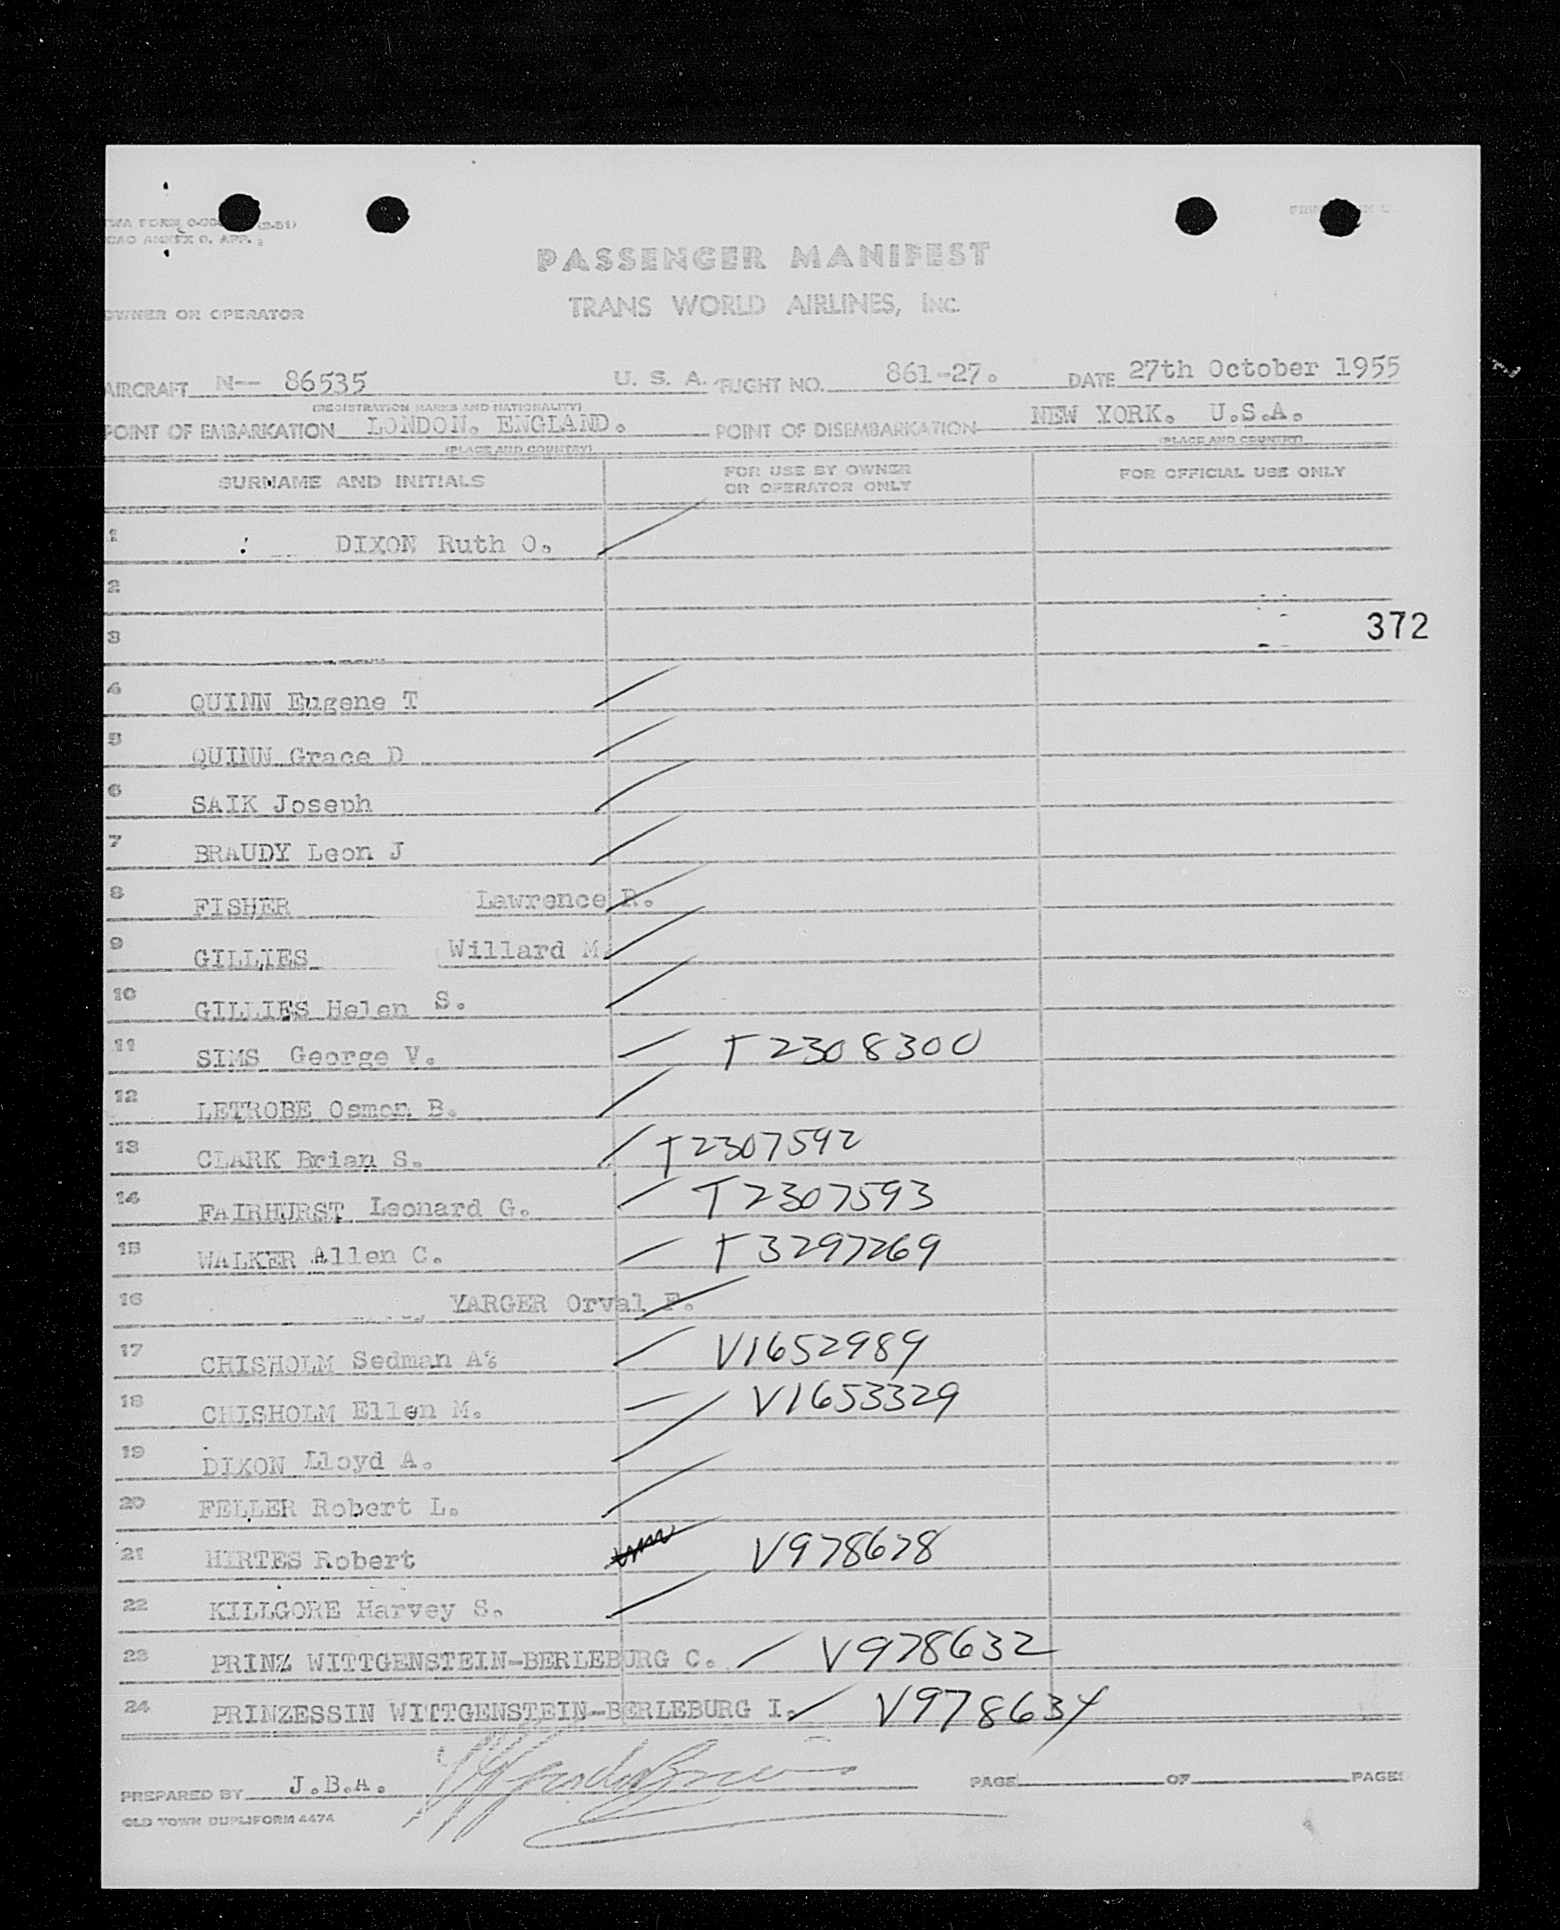 TWA FORM
ICAO ANNEX 9. APP.
PASSENGER MANIFEST
TRANS WORLD AIRLINES, INC.
OWNER OR OPERATOR
AIRCRAFT N-- 86535 U. S. A. FLIGHT NO. 861-27. DATE 27th October 1955
(REGISTRATION MARKS AND NATIONALITY)
POINT OF EMBARKATION LONDON. ENGLAND. POINT OF DISEMBARKATION NEW YORK. U.S.A.
(PLACE AND COUNTRY) (PLACE AND COUNTRY)
SURNAME AND INITIALS FOR USE BY OWNER OR OPERATOR ONLY FOR OFFICIAL USE ONLY
1 DIXON Ruth O.
2
3 372
4 QUINN Eugene T
5 QUINN Grace D
6 SAIK Joseph
7 BRAUDY Leon J
8 FISHER Lawrence R.
9 GILLIES Willard M.
10 GILLIES Helen S.
11 SIMS George V. T2308300
12 LETROBE Osmon B.
13 CLARK Brian S. T2307592
14 FAIRHURST Leonard G. T2307593
15 WALKER Allen C. T3297269
16 YARGER Orval F.
17 CHISHOLM Sedman A? V1652989
18 CHISHOLM Ellen M. V1653329
19 DIXON Lloyd A.
20 FELLER Robert L.
21 HIRTES Robert V978678
22 KILLGORE Harvey S.
23 PRINZ WITTGENSTEIN-BERLEBURG C. V978632
24 PRINZESSIN WITTGENSTEIN-BERLEBURG I. V978634
PREPARED BY J.B.A. PAGE OF PAGES
OLD TOWN DUPLIFORM 4474